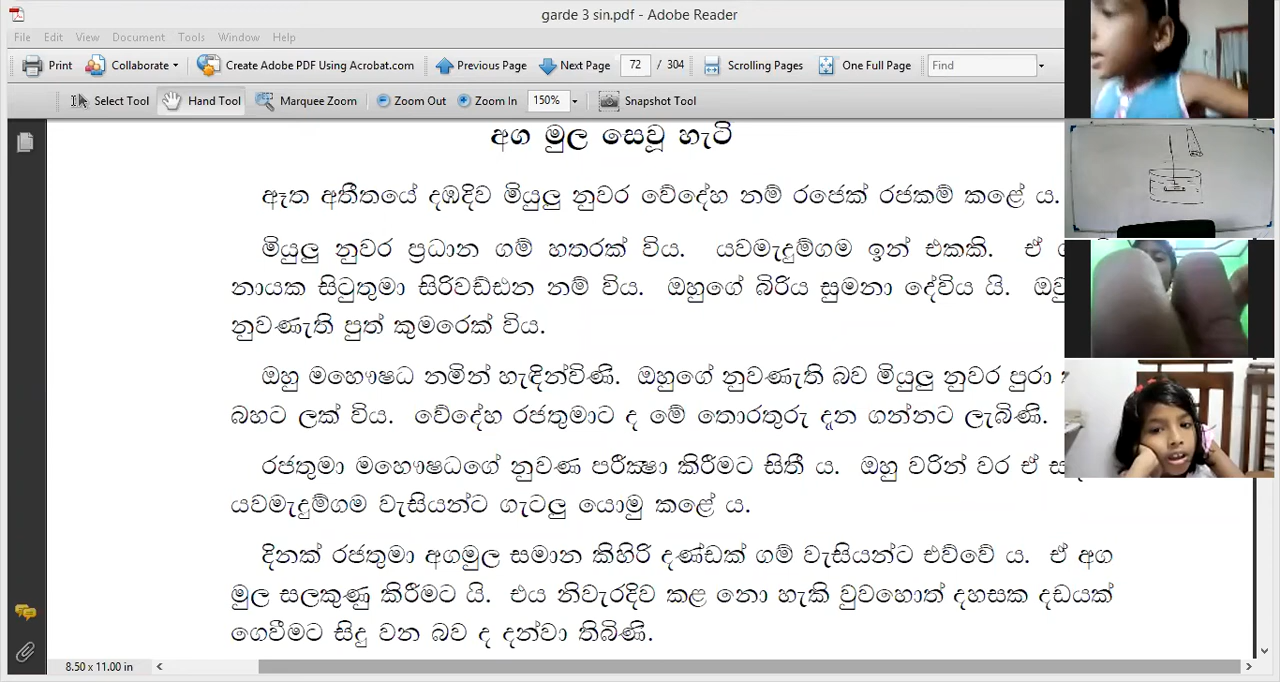 garde 3 sin.pdf - Adobe Reader
File Edit View Document Tools Window Help
Print Collaborate Create Adobe PDF Using Acrobat.com Previous Page 72 / 304 Next Page Scrolling Pages One Full Page Find
Select Tool Hand Tool Marquee Zoom Zoom Out Zoom In 150% Snapshot Tool
අග මුල සෙවූ හැටි
ඈත අතීතයේ දඹදිව මියුලු නුවර වේදේහ නම් රජෙක් රජකම් කළේ ය.
මියුලු නුවර ප්‍රධාන ගම් හතරක් විය. යවමැදුම්ගම ඉන් එකකි. ඒ
නායක සිටුතුමා සිරිවඩ්ඪන නම් විය. ඔහුගේ බිරිය සුමනා දේවිය යි.
නුවණැති පුත් කුමරෙක් විය.
ඔහු මහෞෂධ නමින් හැඳින්විණි. ඔහුගේ නුවණැති බව මියුලු නුවර පුරා
බහට ලක් විය. වේදේහ රජතුමාට ද මේ තොරතුරු දැන ගන්නට ලැබිණි.
රජතුමා මහෞෂධගේ නුවණ පරීක්‍ෂා කිරීමට සිතී ය. ඔහු වරින් වර ඒ
යවමැදුම්ගම වැසියන්ට ගැටලු යොමු කළේ ය.
දිනක් රජතුමා අගමුල සමාන කිහිරි දණ්ඩක් ගම් වැසියන්ට එව්වේ ය. ඒ අග
මුල සලකුණු කිරීමට යි. එය නිවැරදිව කළ නො හැකි වුවහොත් දහසක දඩයක්
ගෙවීමට සිදු වන බව ද දන්වා තිබිණි.
8.50 x 11.00 in